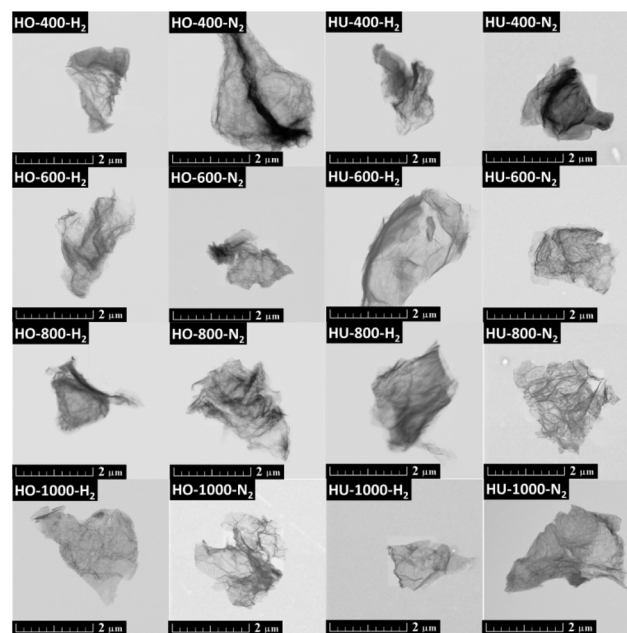 HO-400-H₂
HO-400-N₂
HU-400-H₂
HU-400-N₂
2 µm
2 µm
2 µm
2 µm
HO-600-H₂
HO-600-N₂
HU-600-H₂
HU-600-N₂
2 µm
2 µm
2 µm
2 µm
HO-800-H₂
HO-800-N₂
HU-800-H₂
HU-800-N₂
2 µm
2 µm
2 µm
2 µm
HO-1000-H₂
HO-1000-N₂
HU-1000-H₂
HU-1000-N₂
2 µm
2 µm
2 µm
2 µm